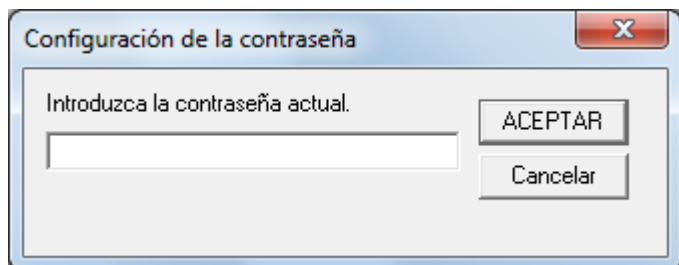 Configuración de la contraseña
Introduzca la contraseña actual.
ACEPTAR
Cancelar